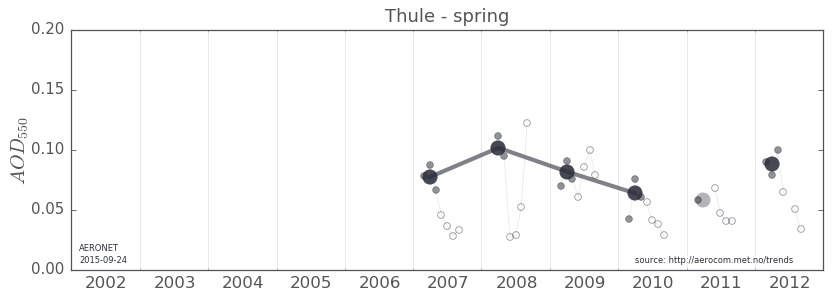 Thule - spring
0.20
0.15
0.10
0.05
0.00
AOD550
AERONET
2015-09-24
source: http://aerocom.met.no/trends
2002 2003 2004 2005 2006 2007 2008 2009 2010 2011 2012